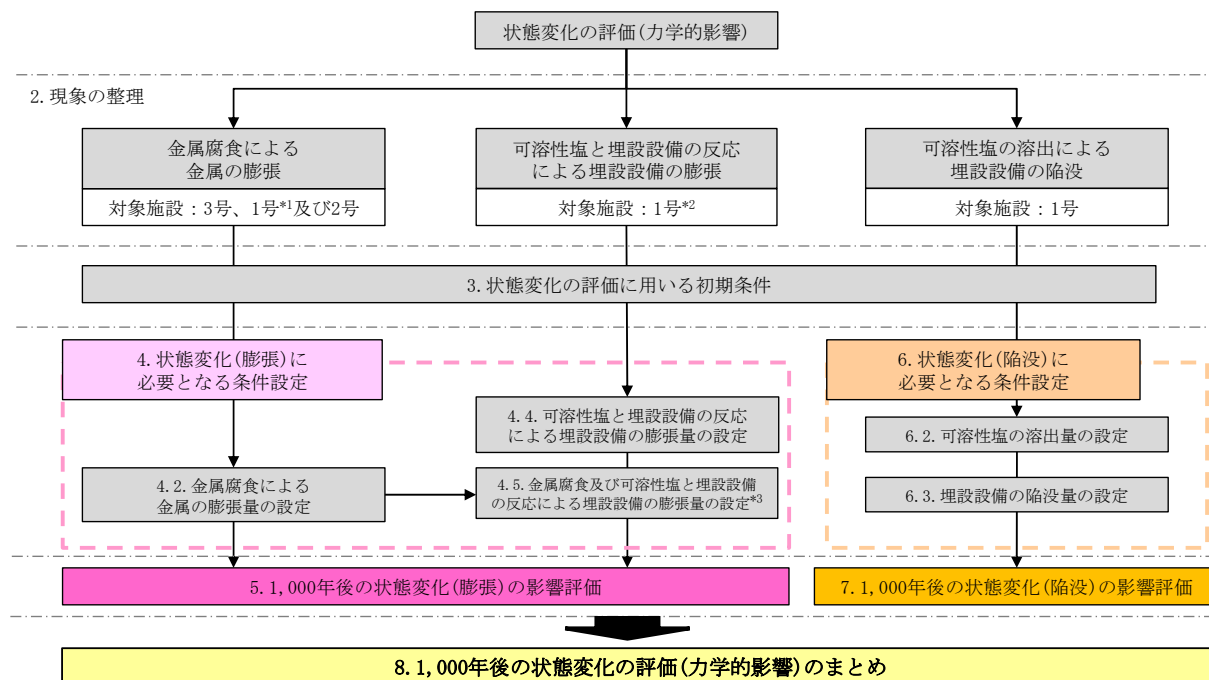 状態変化の評価(力学的影響)
2.現象の整理
金属腐食による
金属の膨張
対象施設：3号、1号*1及び2号
可溶性塩と埋設設備の反応
による埋設設備の膨張
対象施設：1号*2
可溶性塩の溶出による
埋設設備の陥没
対象施設：1号
3.状態変化の評価に用いる初期条件
4.状態変化(膨張)に
必要となる条件設定
4.4.可溶性塩と埋設設備の反応
による埋設設備の膨張量の設定
4.2.金属腐食による
金属の膨張量の設定
4.5.金属腐食及び可溶性塩と埋設設備
の反応による埋設設備の膨張量の設定*3
6.状態変化(陥没)に
必要となる条件設定
6.2.可溶性塩の溶出量の設定
6.3.埋設設備の陥没量の設定
5.1,000年後の状態変化(膨張)の影響評価
7.1,000年後の状態変化(陥没)の影響評価
8.1,000年後の状態変化の評価(力学的影響)のまとめ